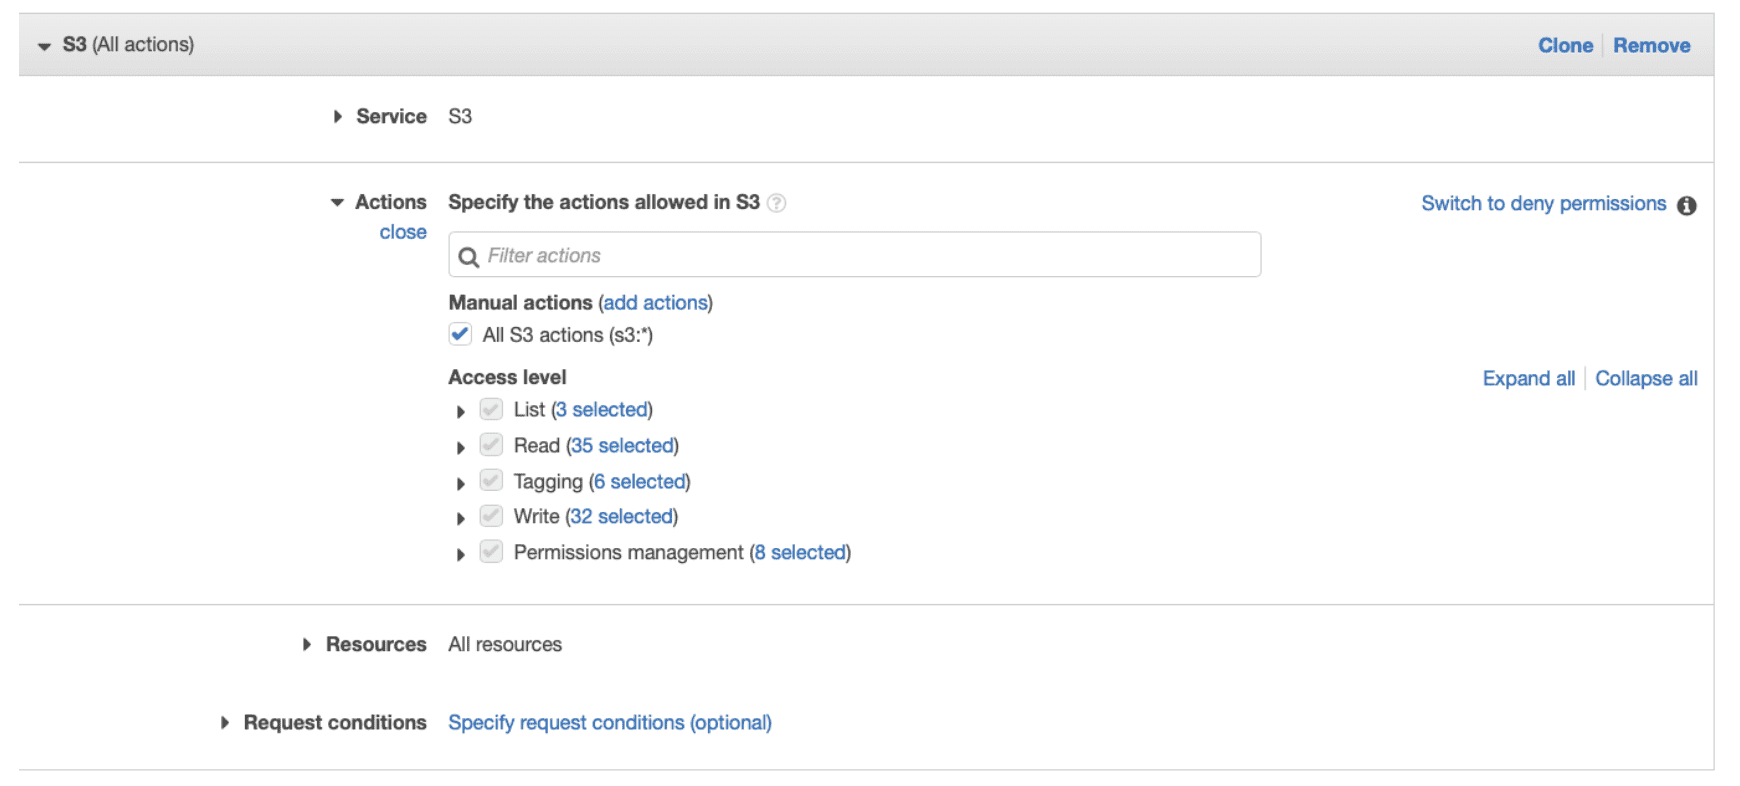 S3 (All actions) Clone Remove
Service S3
Actions Specify the actions allowed in S3 ? Switch to deny permissions i
close
Filter actions
Manual actions (add actions)
All S3 actions (s3:*)
Access level Expand all Collapse all
List (3 selected)
Read (35 selected)
Tagging (6 selected)
Write (32 selected)
Permissions management (8 selected)
Resources All resources
Request conditions Specify request conditions (optional)